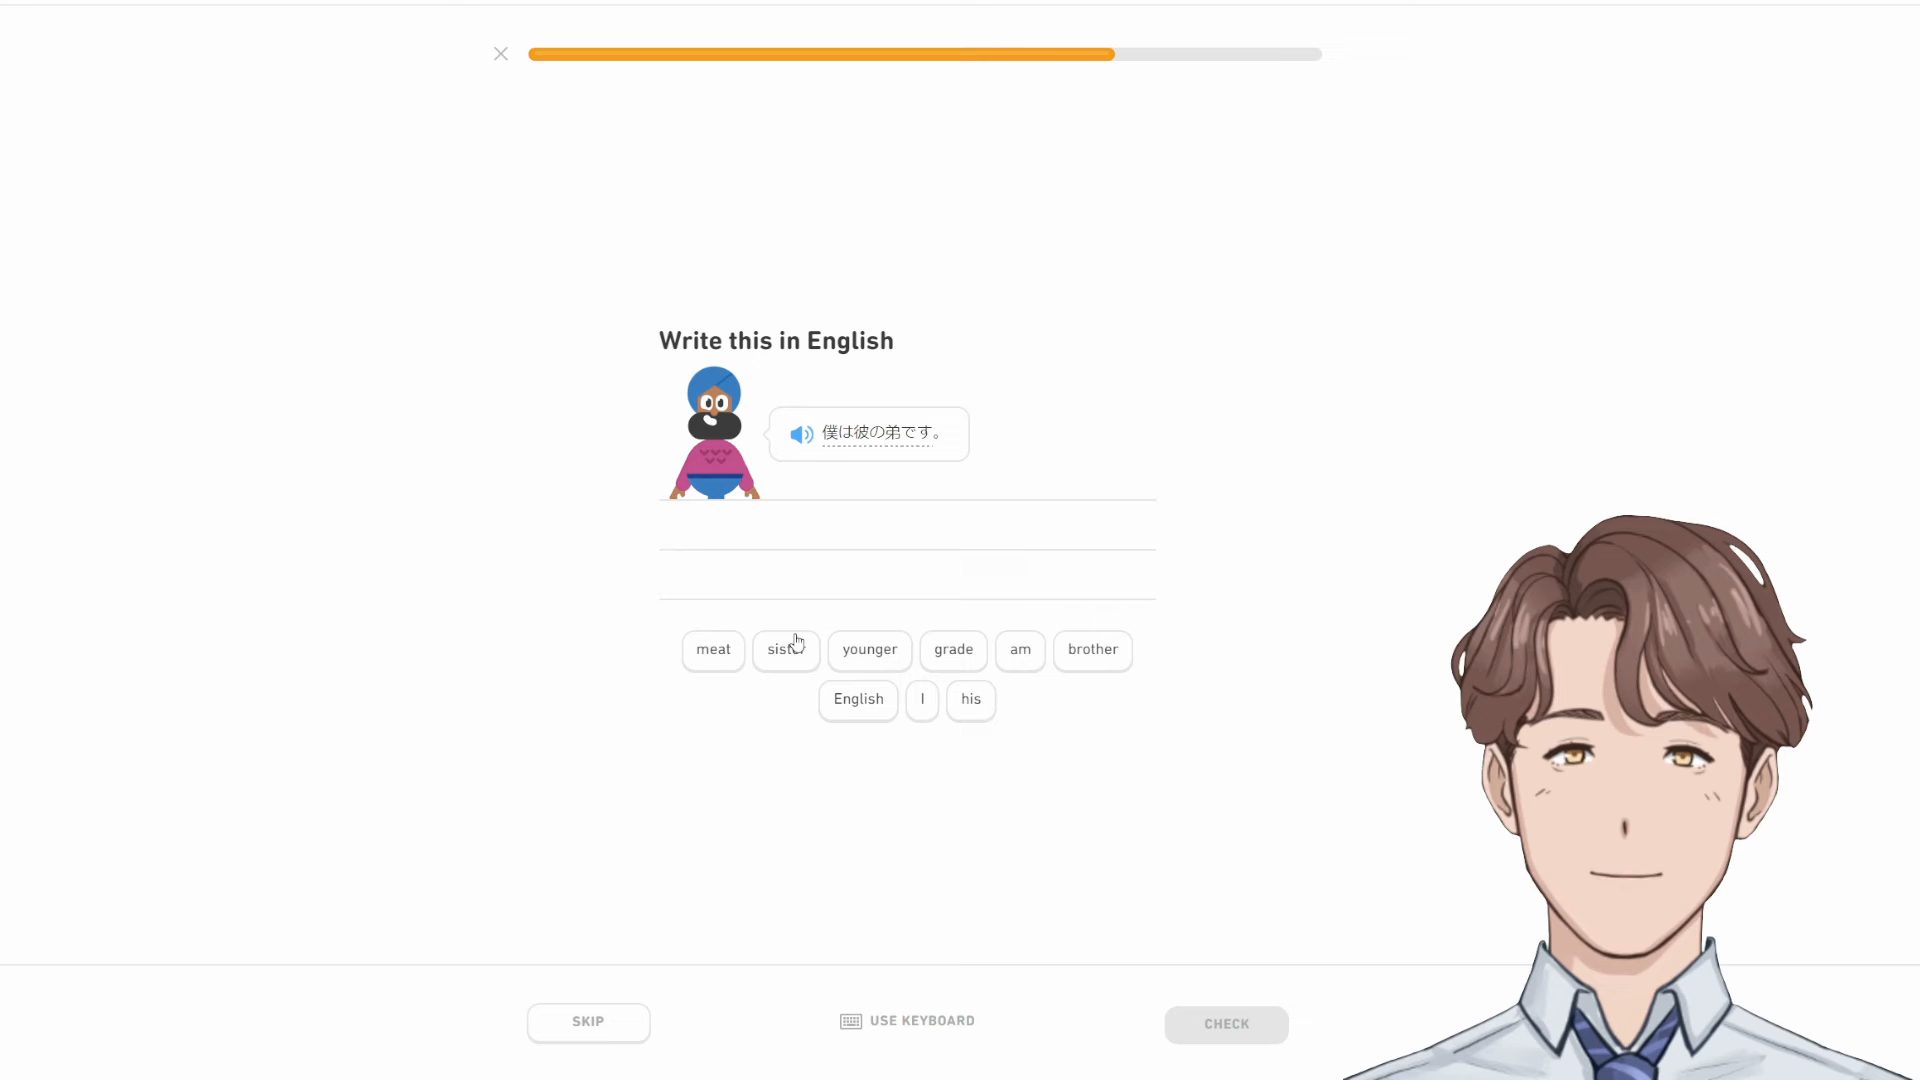 Write this in English
僕は彼の弟です。
meat sister younger grade am brother
English I his
SKIP USE KEYBOARD CHECK